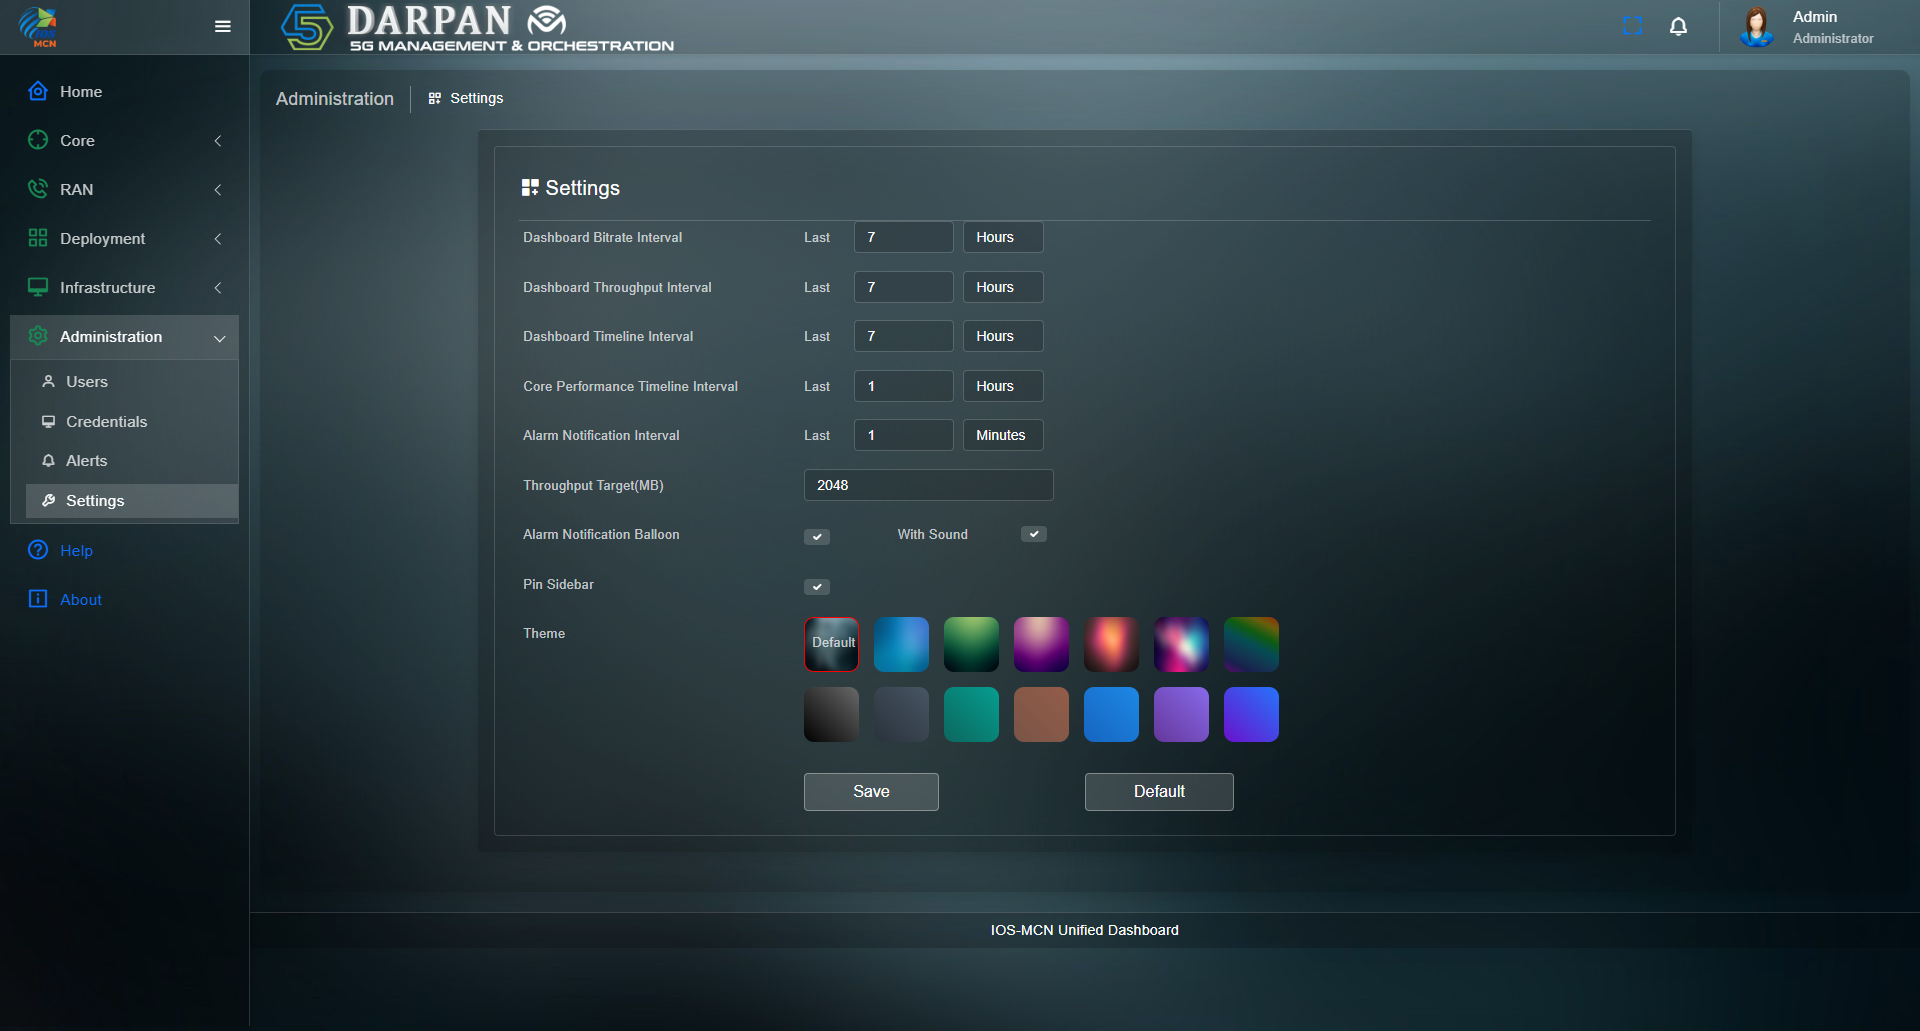 IOS
MCN
5 DARPAN
5G MANAGEMENT & ORCHESTRATION
Admin
Administrator
Home
Core
RAN
Deployment
Infrastructure
Administration
Users
Credentials
Alerts
Settings
Help
About
Administration
Settings
Settings
Dashboard Bitrate Interval Last 7 Hours
Dashboard Throughput Interval Last 7 Hours
Dashboard Timeline Interval Last 7 Hours
Core Performance Timeline Interval Last 1 Hours
Alarm Notification Interval Last 1 Minutes
Throughput Target(MB) 2048
Alarm Notification Balloon With Sound
Pin Sidebar
Theme Default
Save Default
IOS-MCN Unified Dashboard